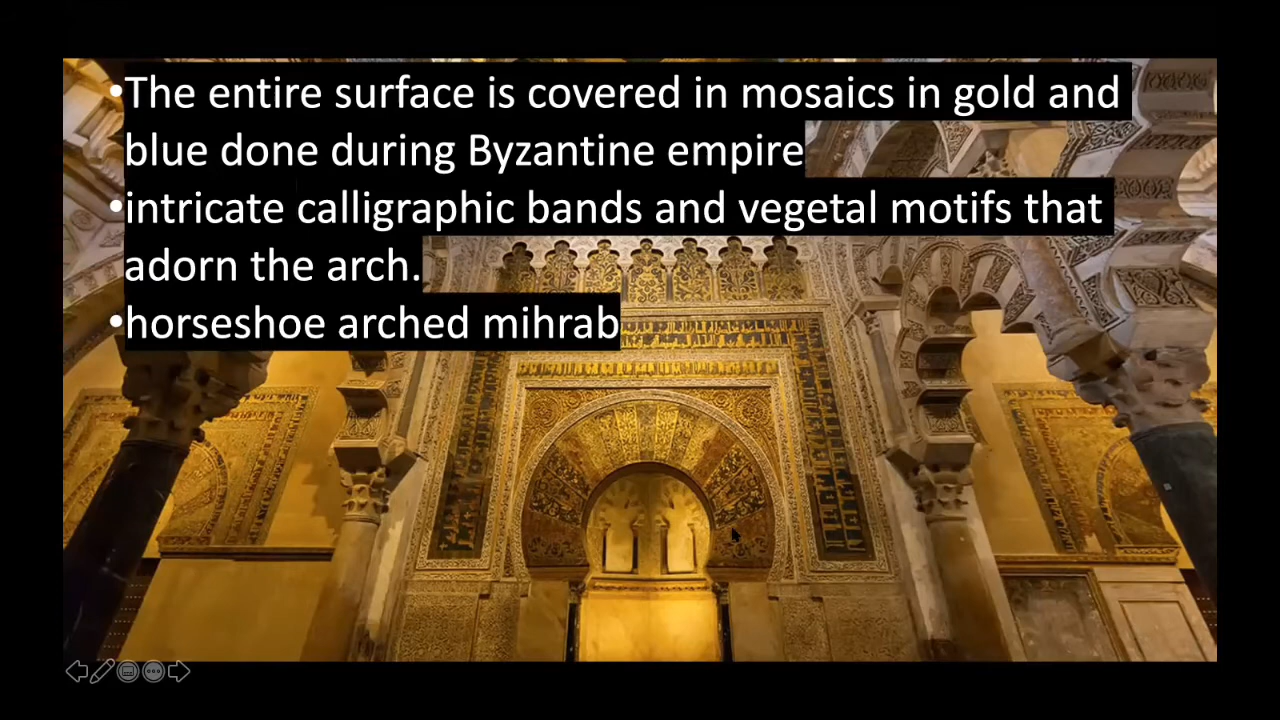 •The entire surface is covered in mosaics in gold and
blue done during Byzantine empire
•intricate calligraphic bands and vegetal motifs that
adorn the arch.
•horseshoe arched mihrab